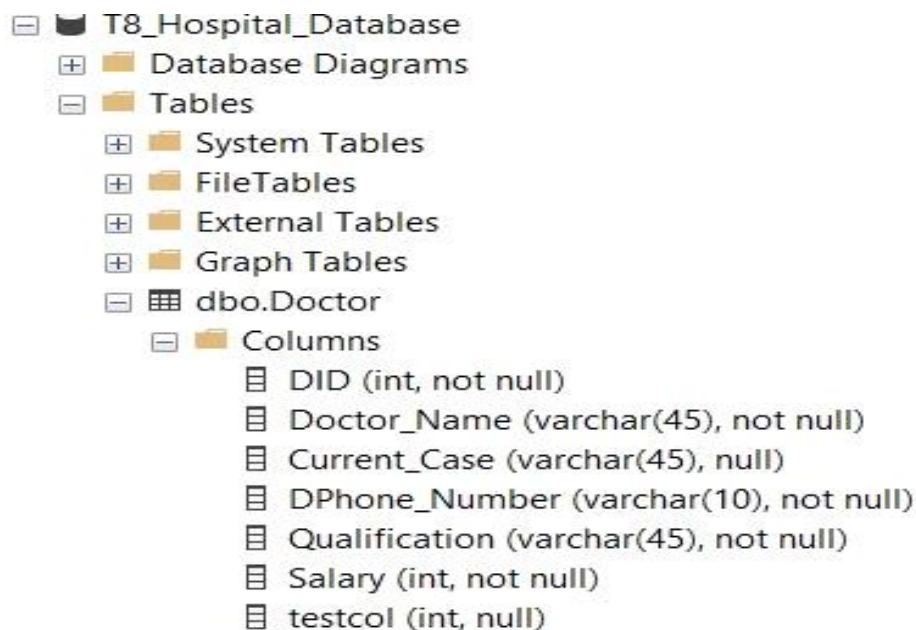 T8_Hospital_Database
Database Diagrams
Tables
System Tables
FileTables
External Tables
Graph Tables
dbo.Doctor
Columns
DID (int, not null)
Doctor_Name (varchar(45), not null)
Current_Case (varchar(45), null)
DPhone_Number (varchar(10), not null)
Qualification (varchar(45), not null)
Salary (int, not null)
testcol (int, null)